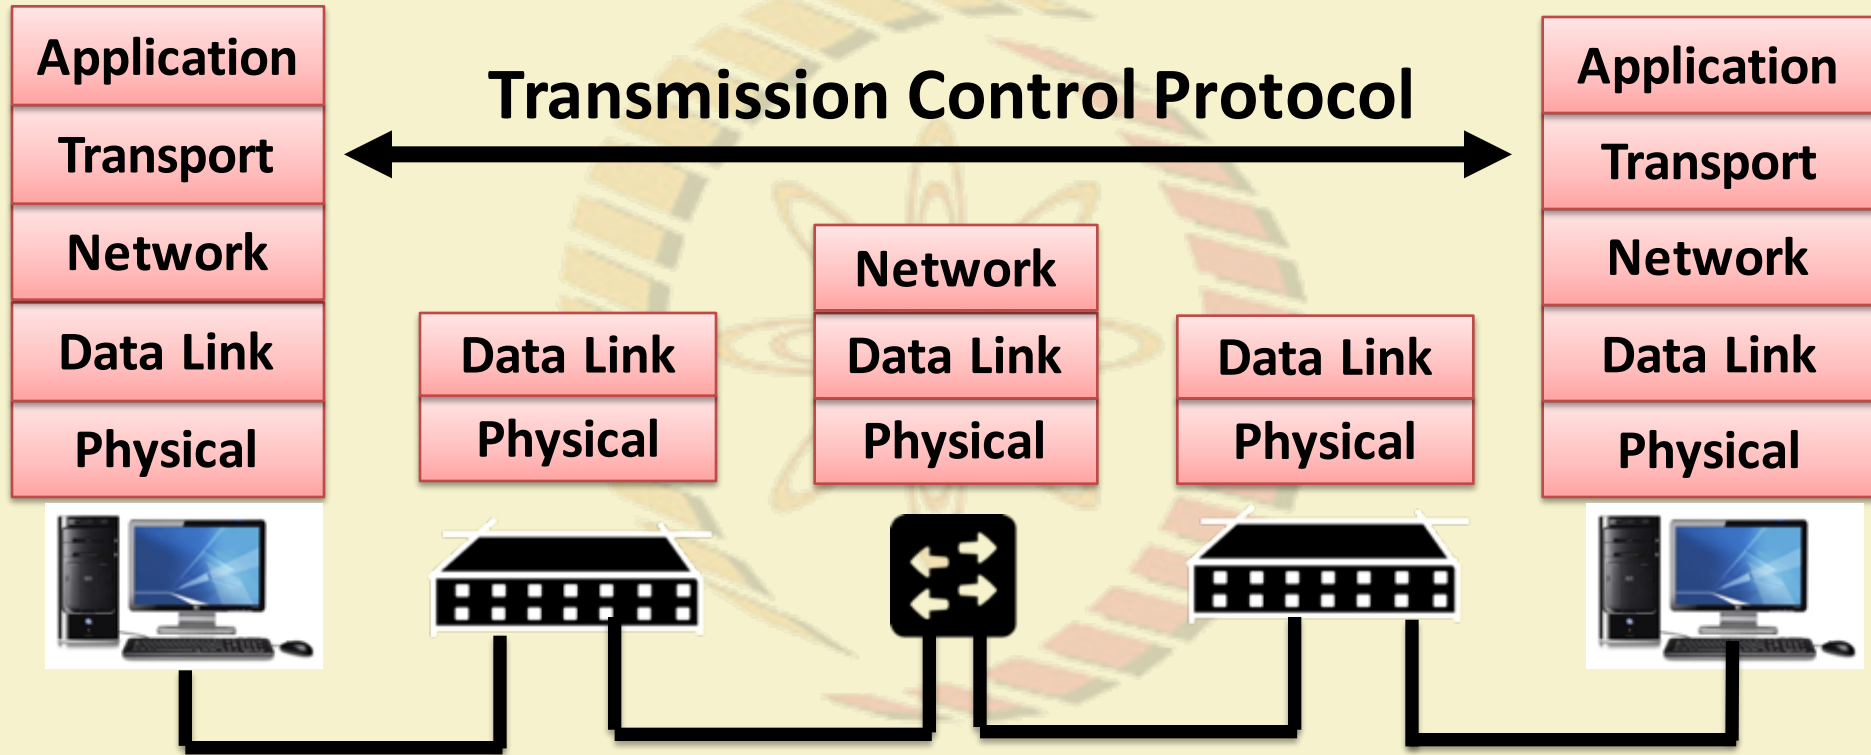 Application
Transport
Network
Data Link
Physical
Transmission Control Protocol
Data Link
Physical
Network
Data Link
Physical
Data Link
Physical
Application
Transport
Network
Data Link
Physical